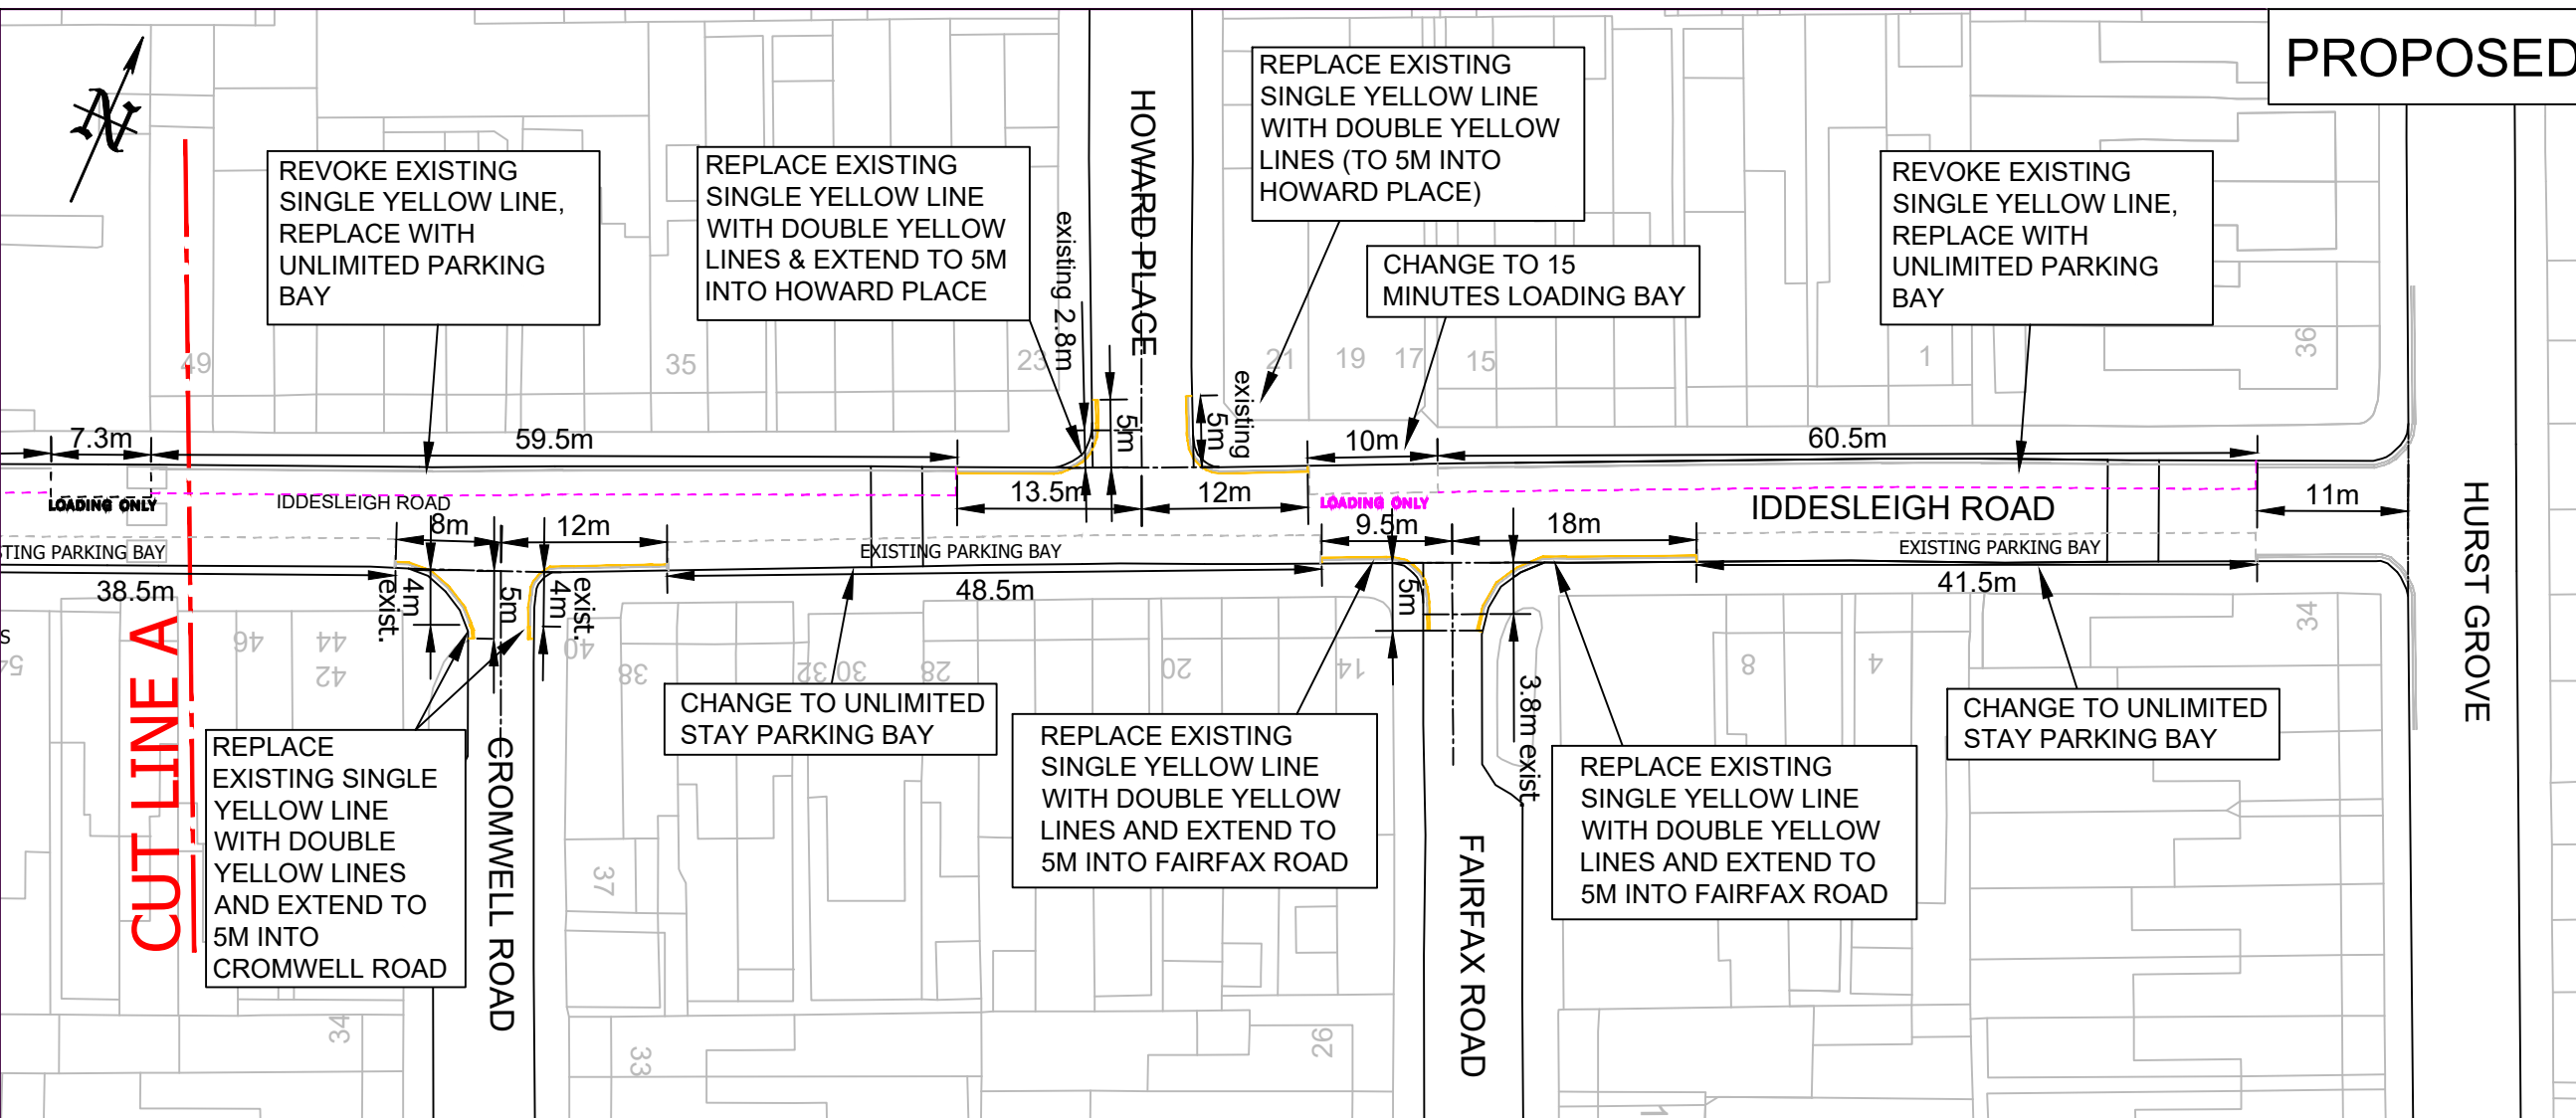 PROPOSED
N
REPLACE EXISTING
SINGLE YELLOW LINE
WITH DOUBLE YELLOW
LINES (TO 5M INTO
HOWARD PLACE)
REVOKE EXISTING
SINGLE YELLOW LINE,
REPLACE WITH
UNLIMITED PARKING
BAY
REPLACE EXISTING
SINGLE YELLOW LINE
WITH DOUBLE YELLOW
LINES & EXTEND TO 5M
INTO HOWARD PLACE
existing 2.8m
HOWARD PLACE
CHANGE TO 15
MINUTES LOADING BAY
REVOKE EXISTING
SINGLE YELLOW LINE,
REPLACE WITH
UNLIMITED PARKING
BAY
49
35
23
21
19
17
15
1
36
5m
5m
existing
7.3m
59.5m
10m
60.5m
LOADING ONLY
IDDESLEIGH ROAD
13.5m
12m
LOADING ONLY
IDDESLEIGH ROAD
11m
8m
12m
9.5m
18m
STING PARKING BAY
EXISTING PARKING BAY
EXISTING PARKING BAY
38.5m
48.5m
41.5m
4m
exist.
5m
4m
exist.
5m
3.8m exist.
HURST GROVE
S
54
46
44
42
40
38
32
30
28
20
14
8
4
34
CUT LINE A
REPLACE
EXISTING SINGLE
YELLOW LINE
WITH DOUBLE
YELLOW LINES
AND EXTEND TO
5M INTO
CROMWELL ROAD
CROMWELL ROAD
CHANGE TO UNLIMITED
STAY PARKING BAY
REPLACE EXISTING
SINGLE YELLOW LINE
WITH DOUBLE YELLOW
LINES AND EXTEND TO
5M INTO FAIRFAX ROAD
FAIRFAX ROAD
REPLACE EXISTING
SINGLE YELLOW LINE
WITH DOUBLE YELLOW
LINES AND EXTEND TO
5M INTO FAIRFAX ROAD
CHANGE TO UNLIMITED
STAY PARKING BAY
37
34
33
26